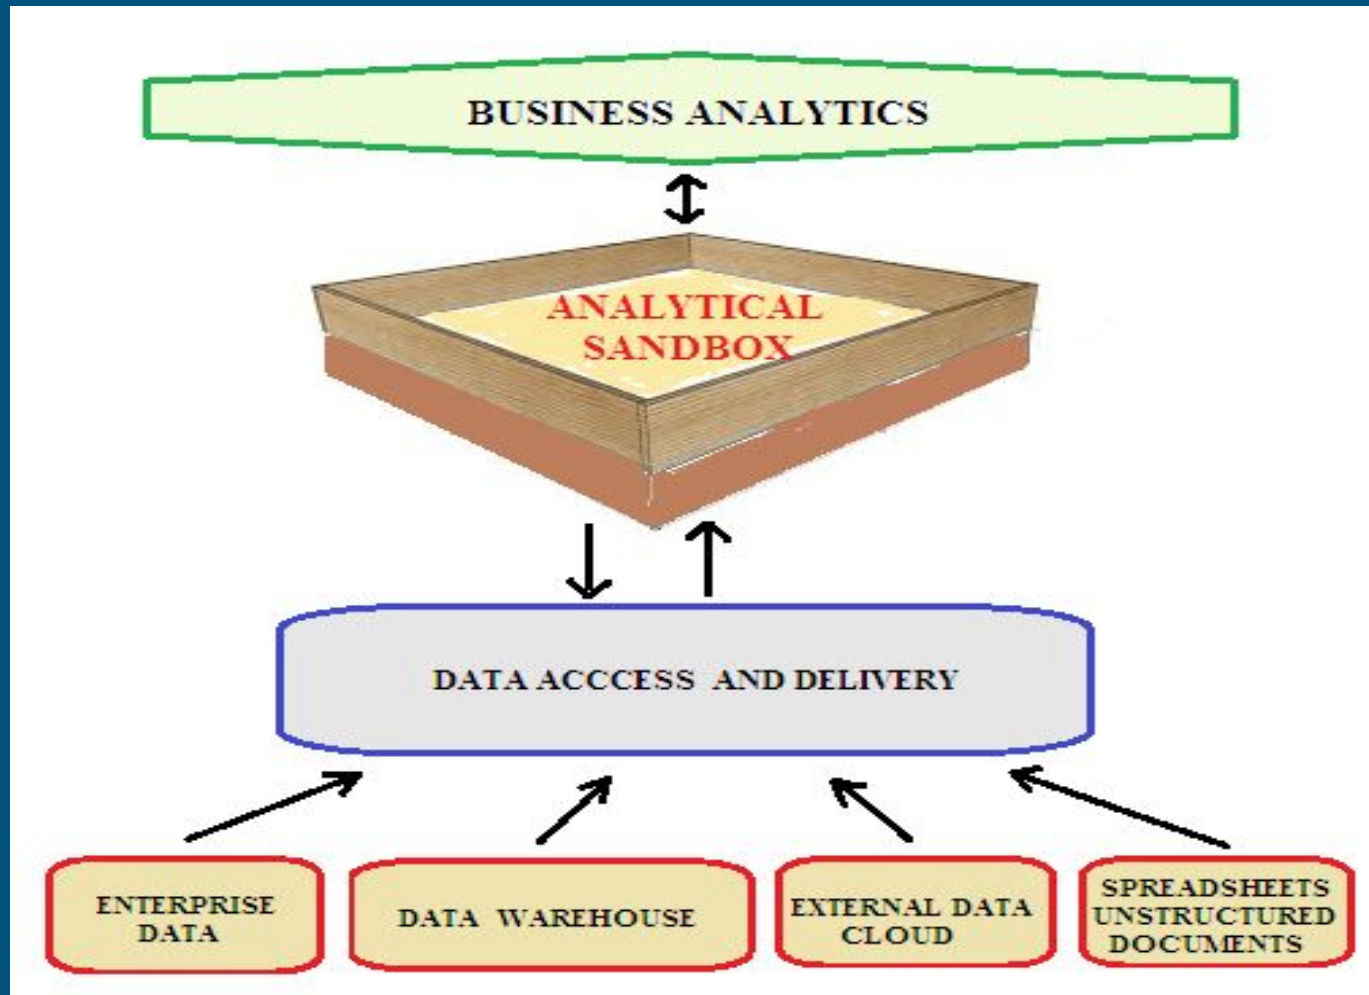 BUSINESS ANALYTICS
ANALYTICAL
SANDBOX
DATA ACCCESS AND DELIVERY
ENTERPRISE
DATA
DATA WAREHOUSE
EXTERNAL DATA
CLOUD
SPREADSHEETS
UNSTRUCTURED
DOCUMENTS